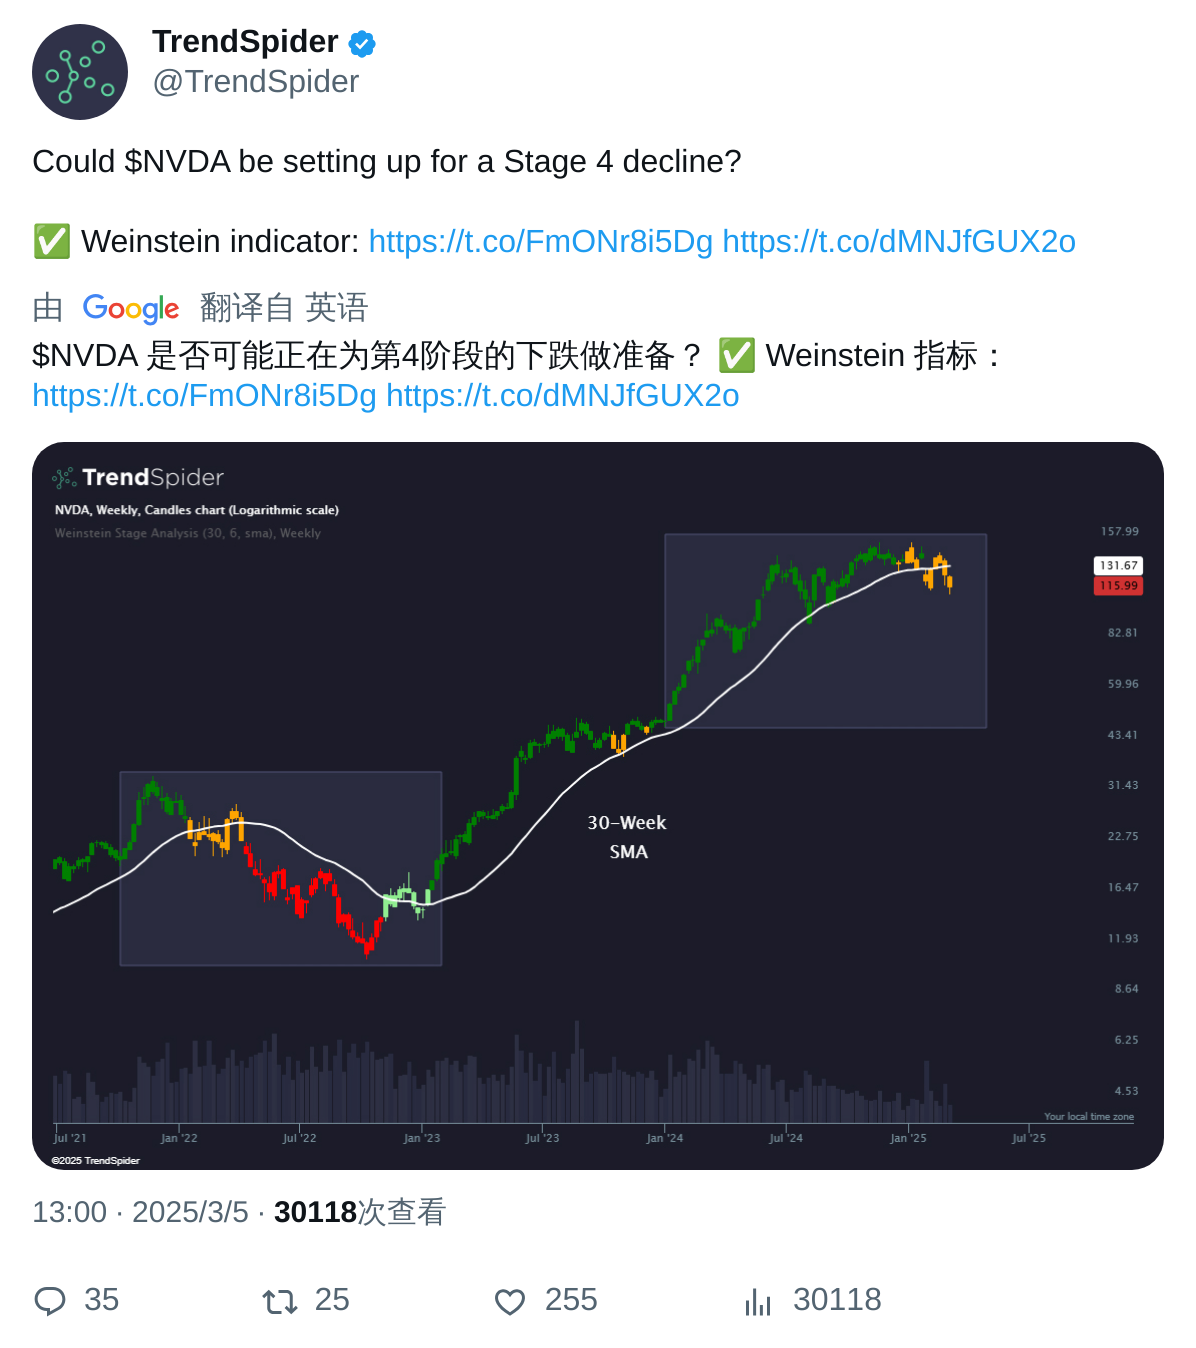 TrendSpider
@TrendSpider
Could $NVDA be setting up for a Stage 4 decline?
✅ Weinstein indicator: https://t.co/FmONr8i5Dg https://t.co/dMNJfGUX2o
由 Google 翻译自 英语
$NVDA 是否可能正在为第4阶段的下跌做准备？ ✅ Weinstein 指标：
https://t.co/FmONr8i5Dg https://t.co/dMNJfGUX2o
TrendSpider
NVDA, Weekly, Candles chart (Logarithmic scale)
Weinstein Stage Analysis (30, 6, sma), Weekly
157.99
131.67
115.99
82.81
59.96
43.41
31.43
30-Week
SMA
22.75
16.47
11.93
8.64
6.25
4.53
Your local time zone
Jul '21 Jan '22 Jul '22 Jan '23 Jul '23 Jan '24 Jul '24 Jan '25 Jul '25
©2025 TrendSpider
13:00 · 2025/3/5 · 30118次查看
35 25 255 30118